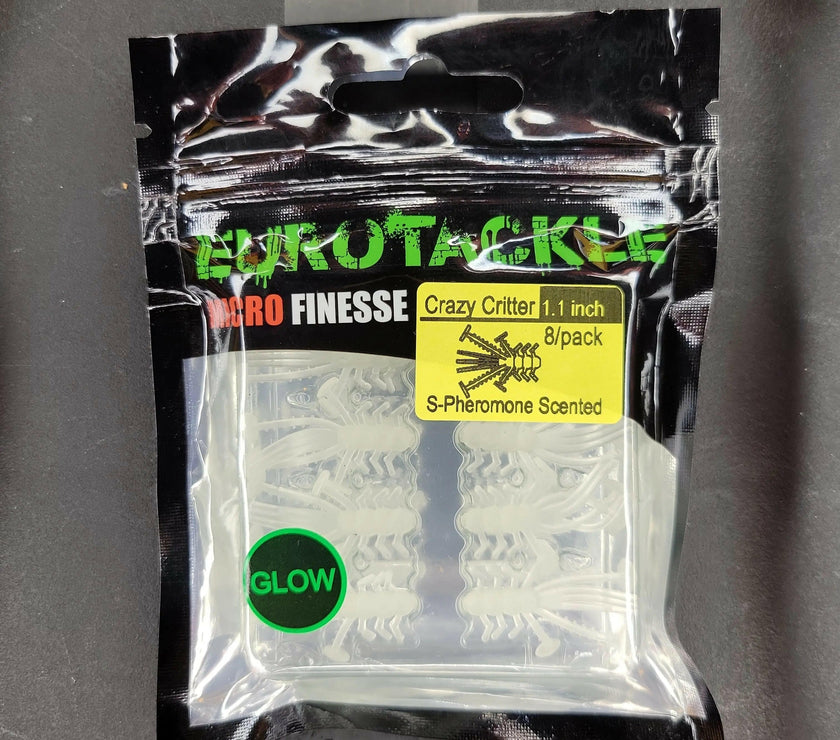 EUROTACKLE
MICRO FINESSE
Crazy Critter 1.1 inch
8/pack
S-Pheromone Scented
GLOW